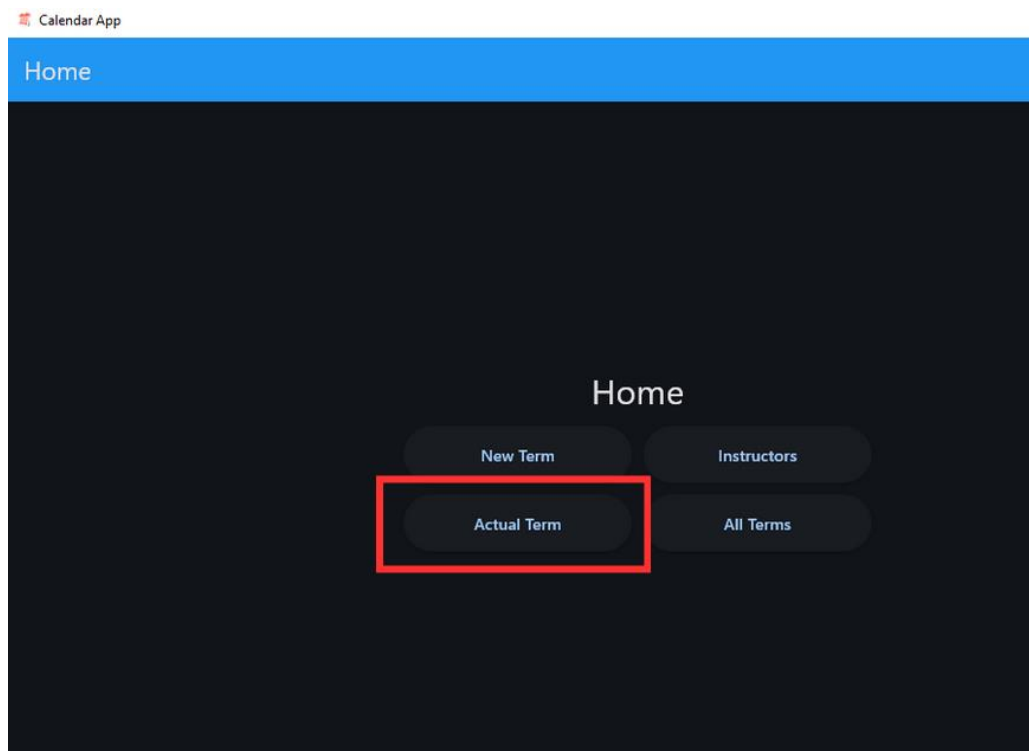 Calendar App
Home
Home
New Term
Instructors
Actual Term
All Terms